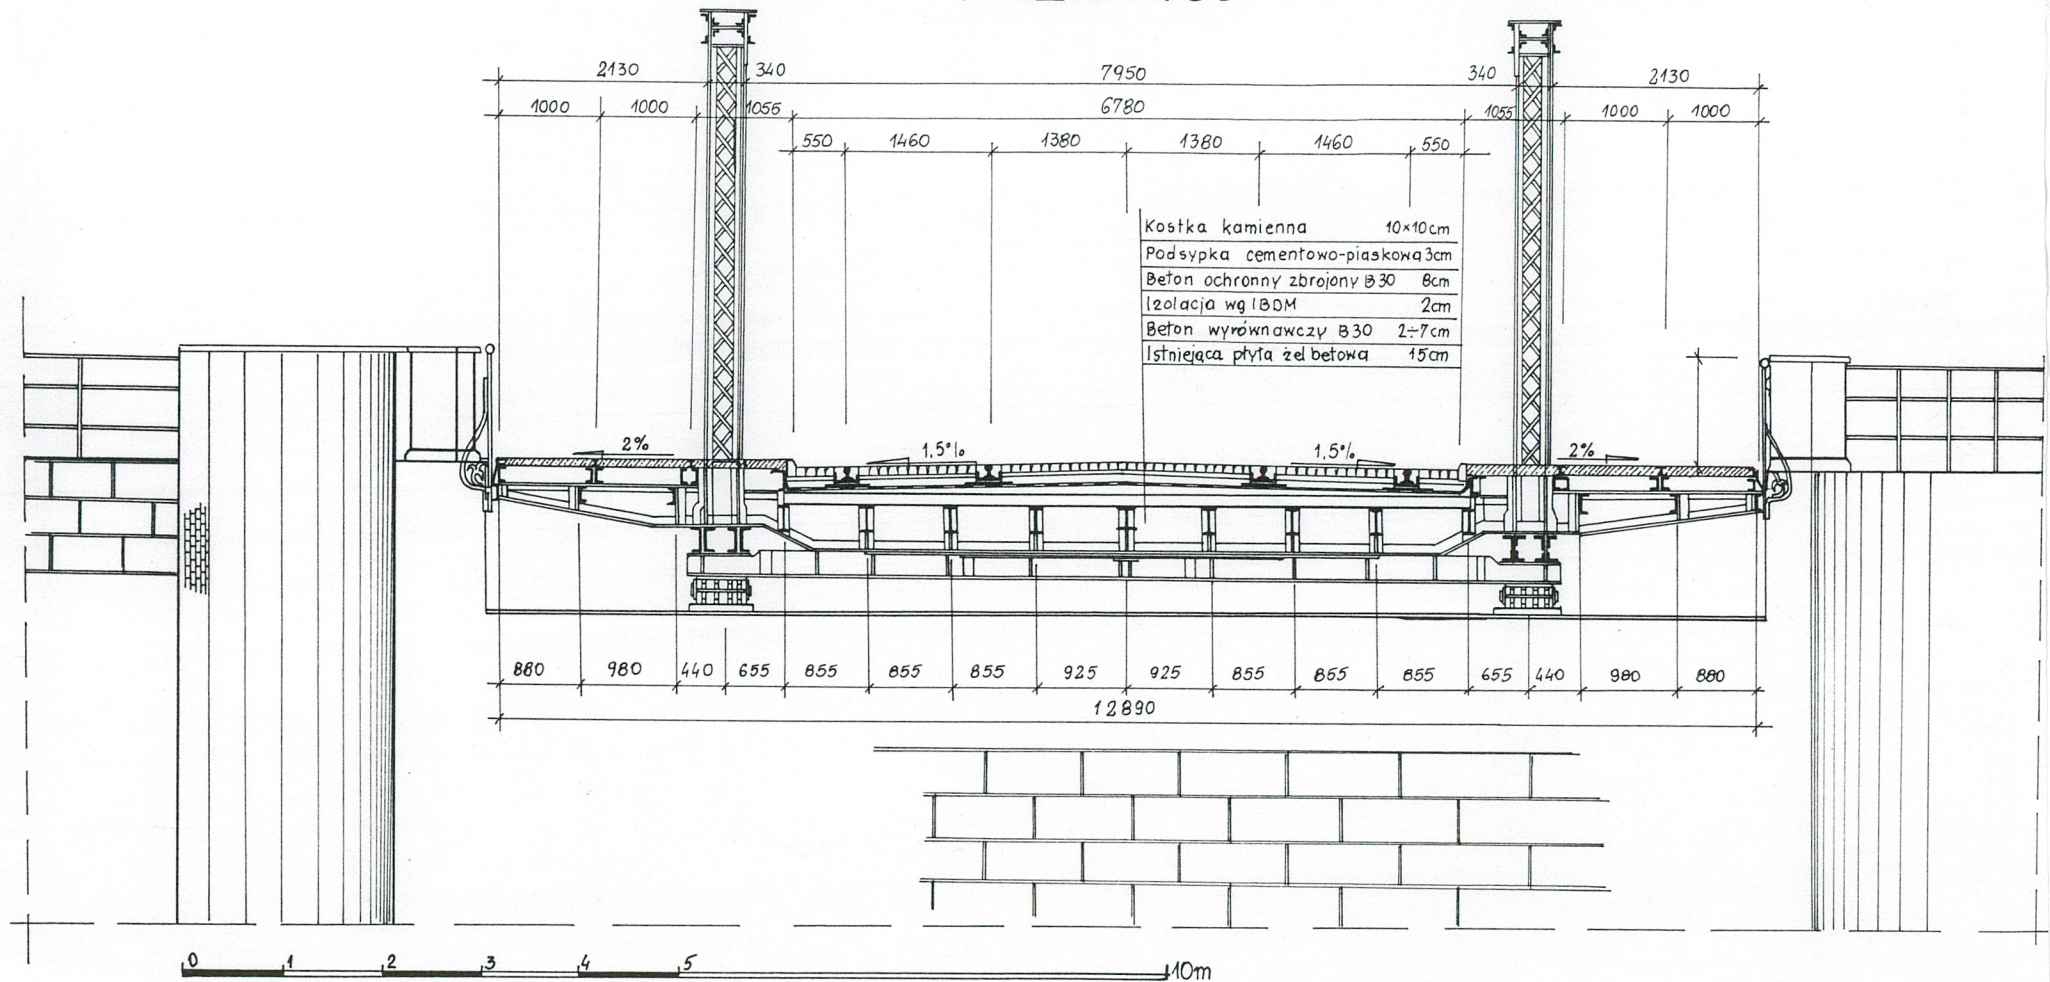 2130 340 7950 340 2130
1000 1000 1055 6780 1055 1000 1000
550 1460 1380 1380 1460 550
Kostka kamienna 10×10cm
Podsypka cementowo-piaskowa 3cm
Beton ochronny zbrojony B30 8cm
Izolacja wg IBDM 2cm
Beton wyrównawczy B30 2÷7cm
Istniejąca płyta żelbetowa 15cm
2% 1,5% 1,5% 2%
880 980 440 655 855 855 855 925 925 855 855 855 655 440 980 880
12890
0 1 2 3 4 5 10m